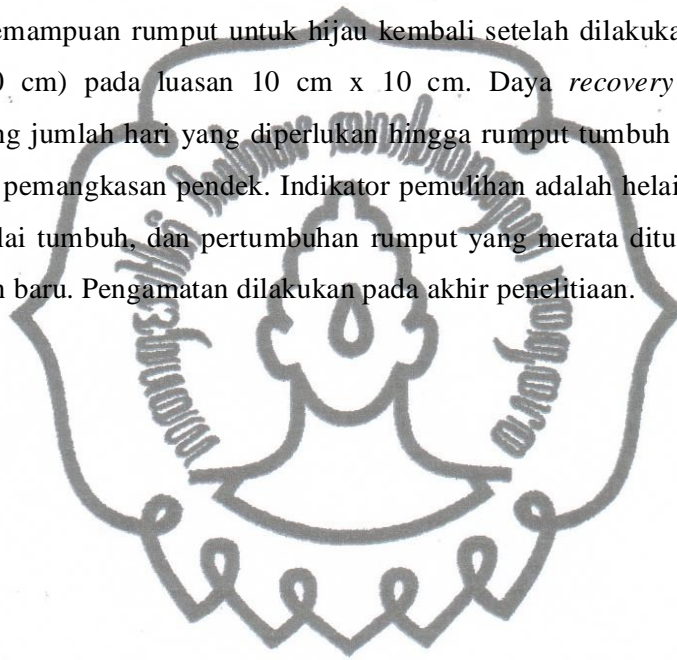 emampuan rumput untuk hijau kembali setelah dilakuka
0 cm) pada luasan 10 cm x 10 cm. Daya recovery
ng jumlah hari yang diperlukan hingga rumput tumbuh
pemangkasan pendek. Indikator pemulihan adalah helai
lai tumbuh, dan pertumbuhan rumput yang merata ditu
n baru. Pengamatan dilakukan pada akhir penelitiaan.